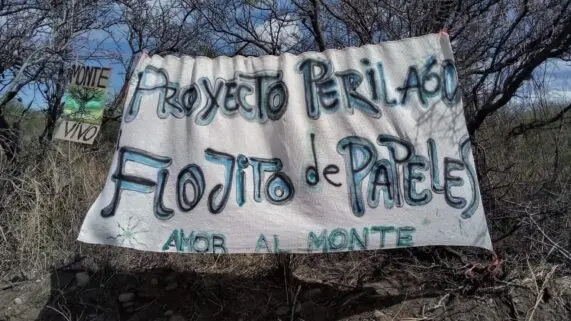 MONTE
VIVO
PROYECTO PERILAGO
FLOJITO de PAPELES
AMOR AL MONTE